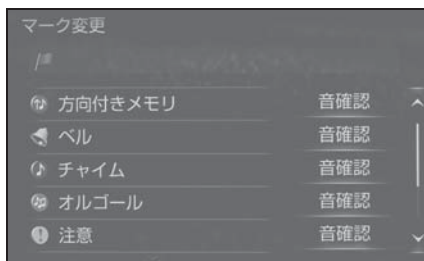 マーク変更
方向付きメモリ 音確認
ベル 音確認
チャイム 音確認
オルゴール 音確認
注意 音確認